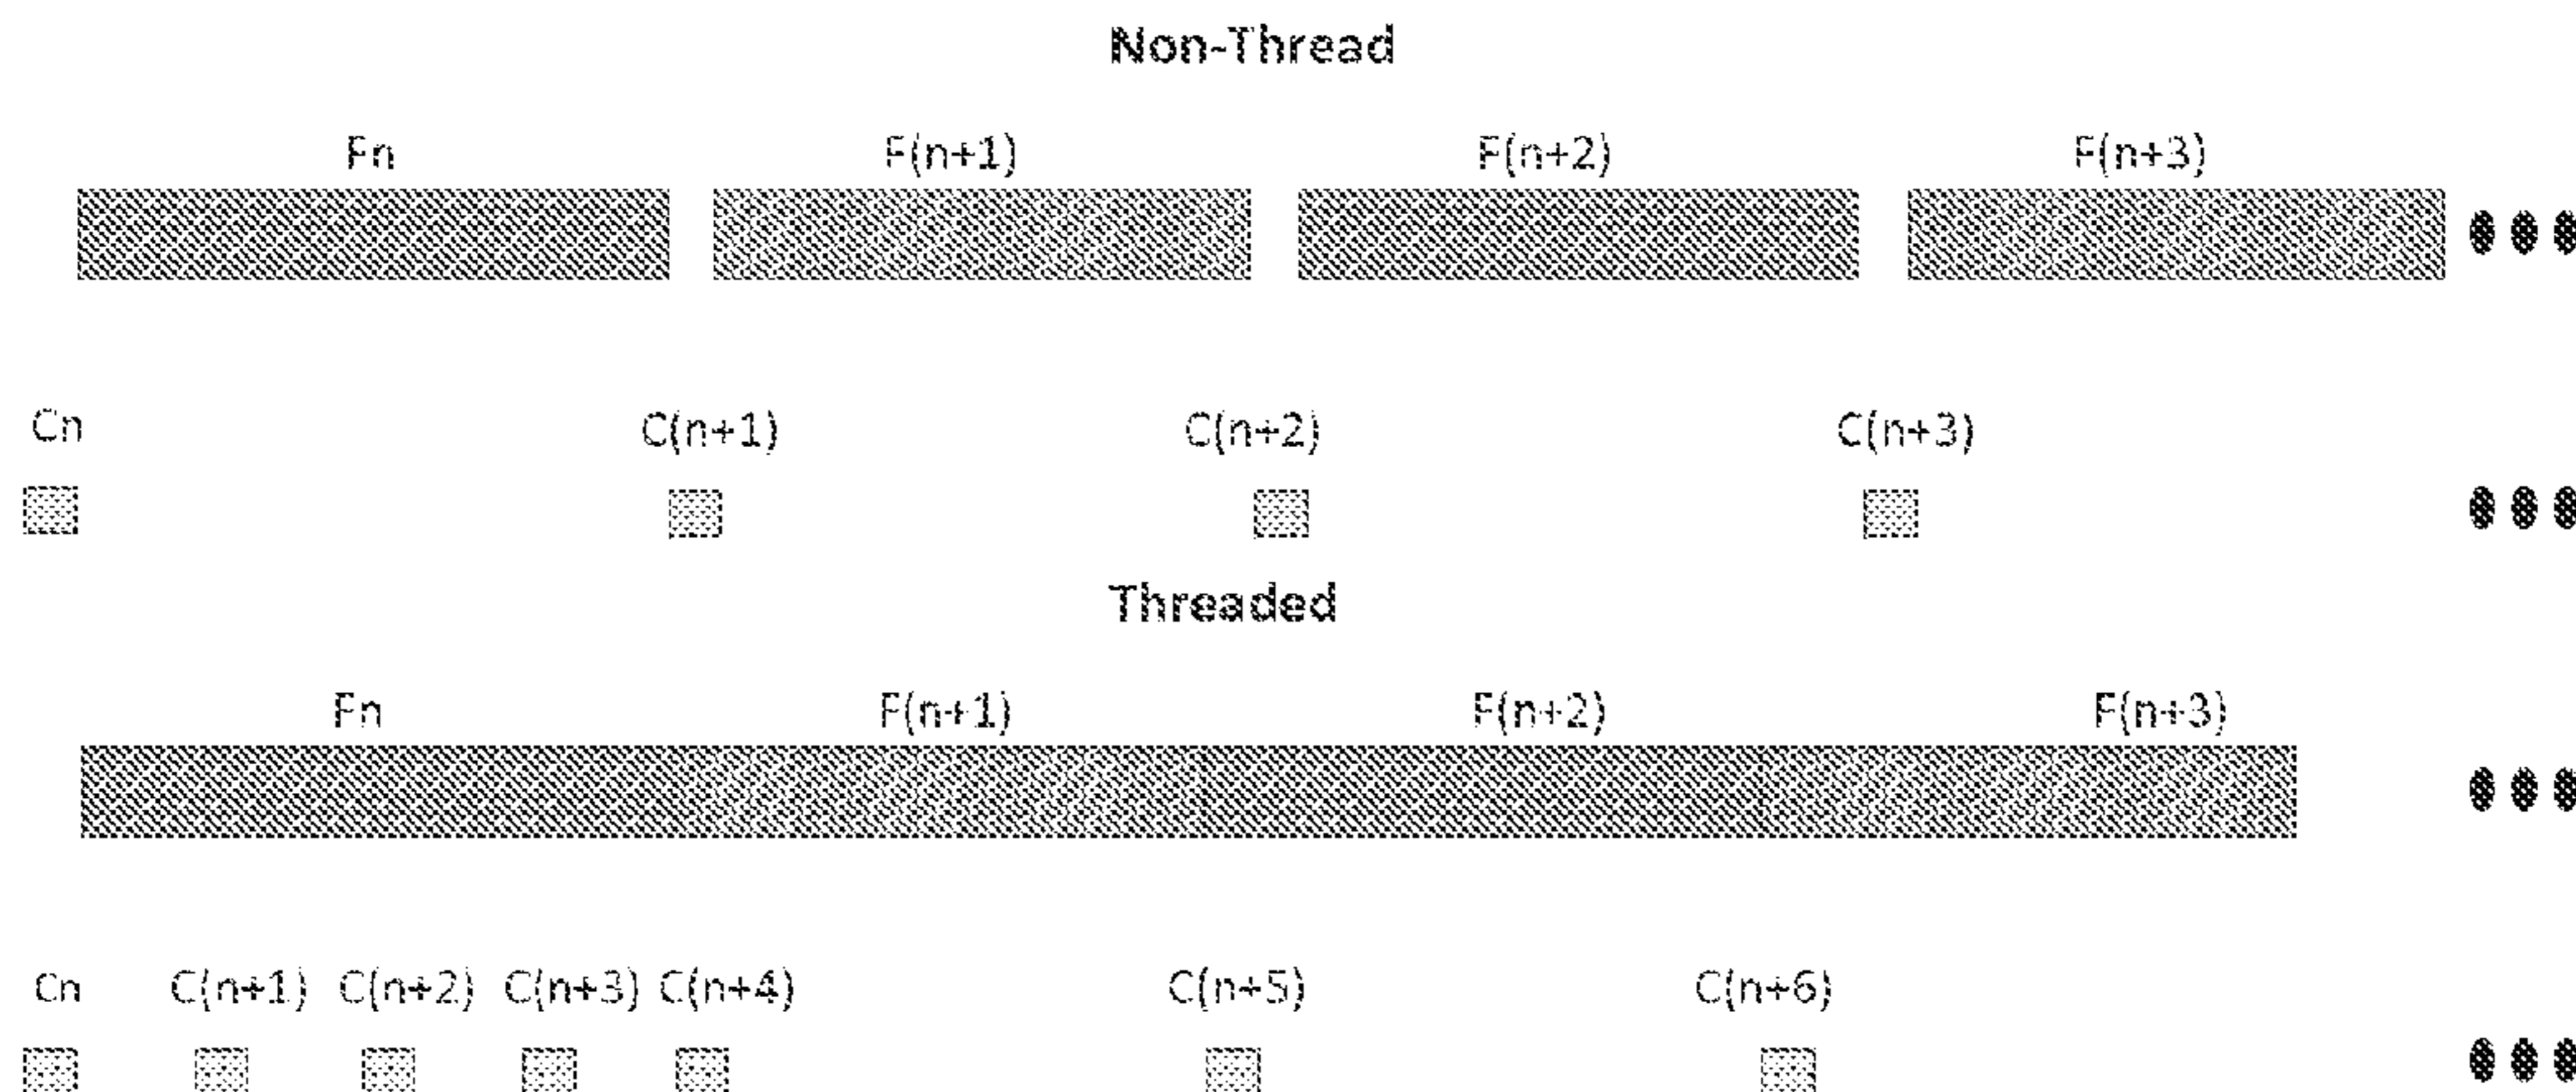 Non-Thread
Fn F(n+1) F(n+2) F(n+3)
Cn C(n+1) C(n+2) C(n+3)
Threaded
Fn F(n+1) F(n+2) F(n+3)
Cn C(n+1) C(n+2) C(n+3) C(n+4) C(n+5) C(n+6)